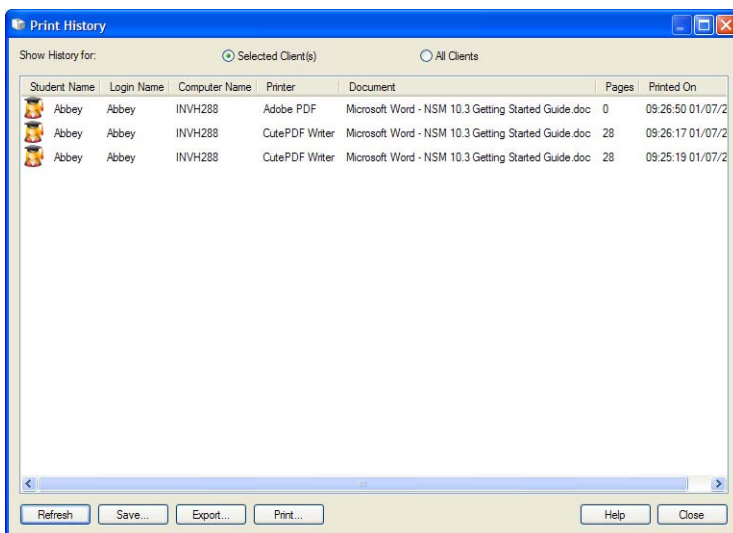 Print History
Show History for: Selected Client(s) All Clients
Student Name Login Name Computer Name Printer Document Pages Printed On
Abbey Abbey INVH288 Adobe PDF Microsoft Word - NSM 10.3 Getting Started Guide.doc 0 09:26:50 01/07/2
Abbey Abbey INVH288 CutePDF Writer Microsoft Word - NSM 10.3 Getting Started Guide.doc 28 09:26:17 01/07/2
Abbey Abbey INVH288 CutePDF Writer Microsoft Word - NSM 10.3 Getting Started Guide.doc 28 09:25:19 01/07/2
Refresh Save... Export... Print... Help Close